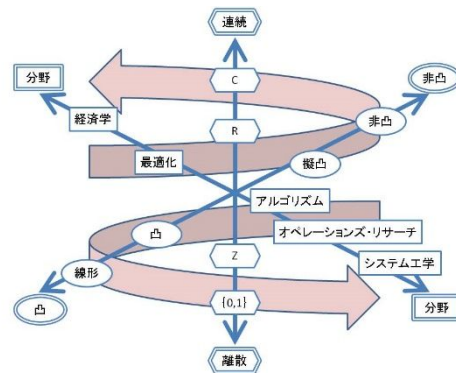 連続
分野
C
非凸
経済学
R
非凸
最適化
擬凸
アルゴリズム
凸
オペレーションズ・リサーチ
線形
Z
システム工学
凸
{0,1}
分野
離散